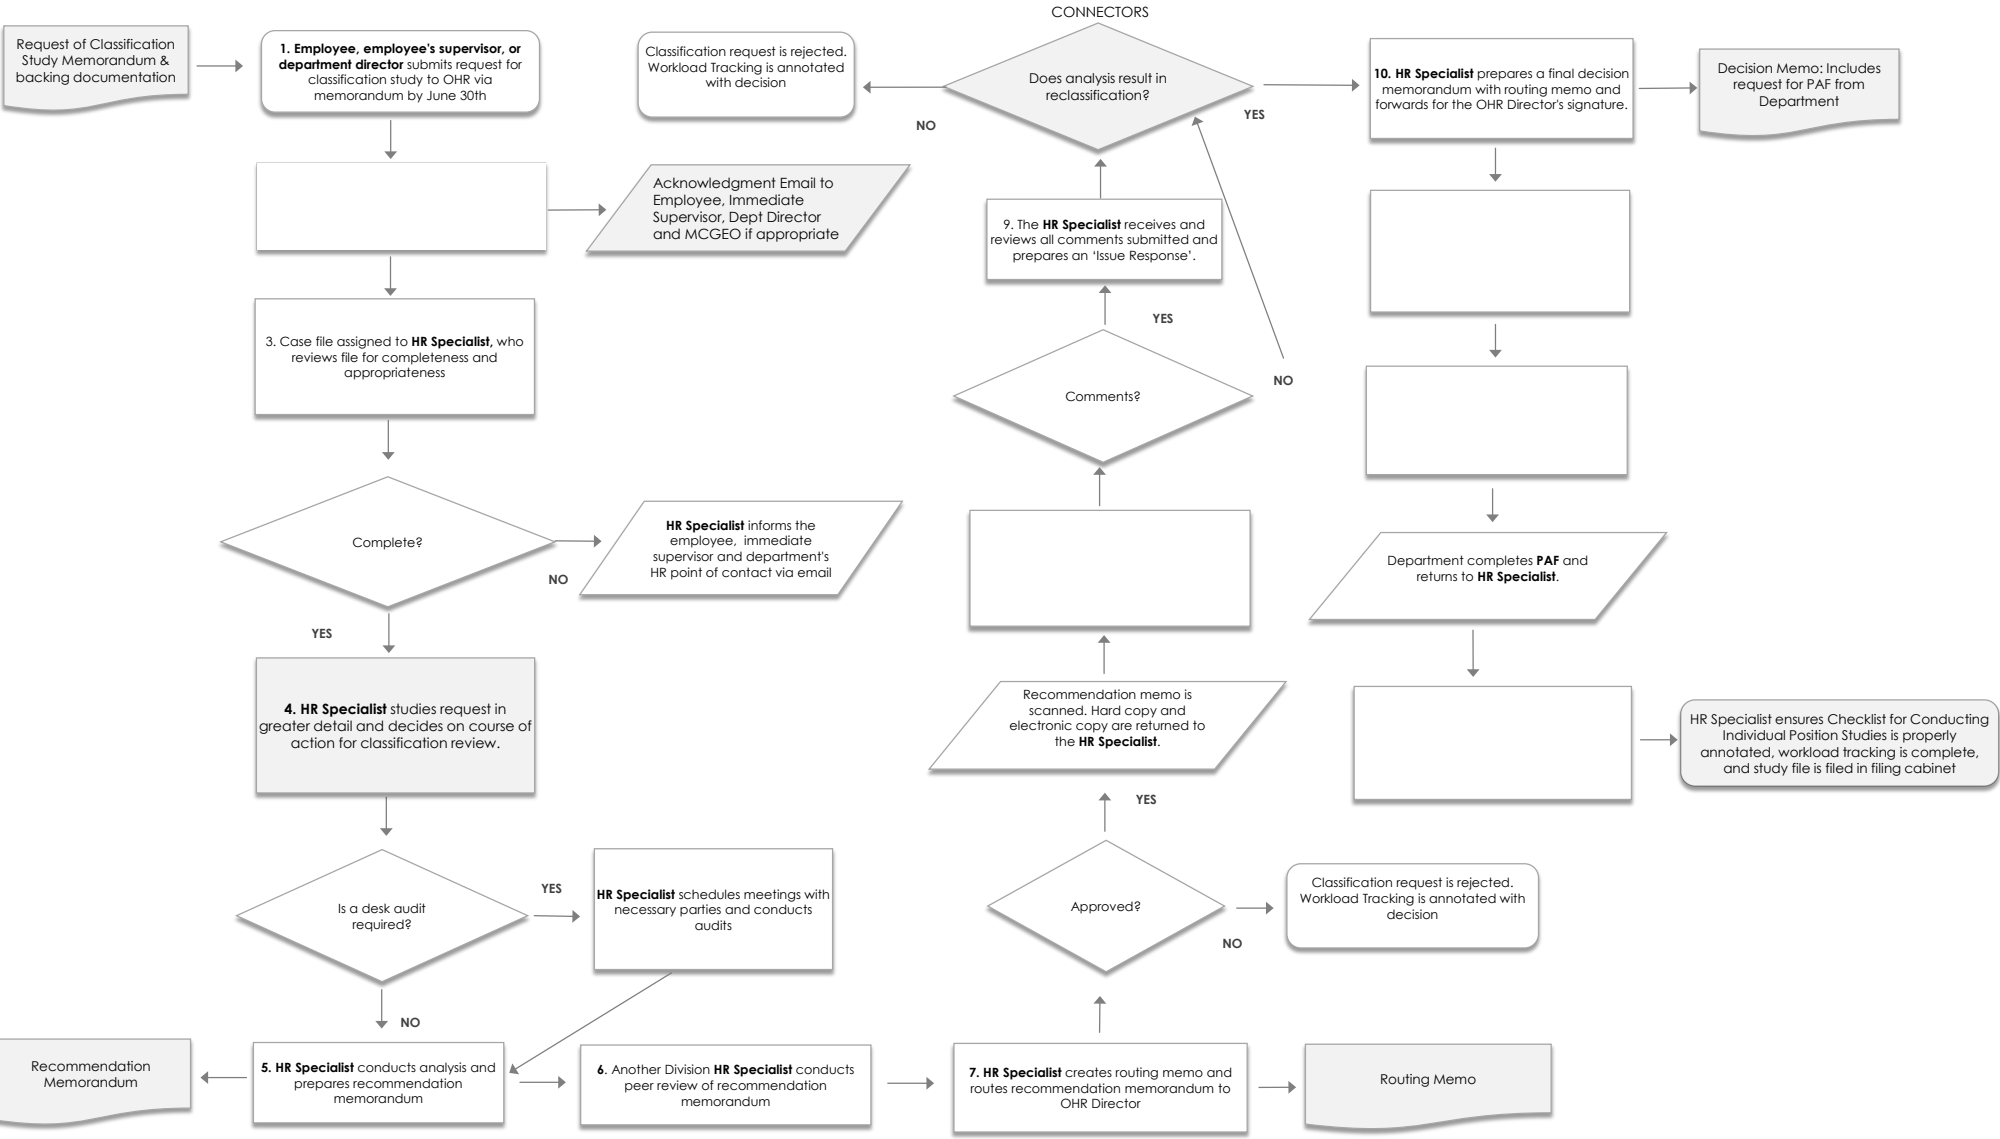 CONNECTORS
Request of Classification
Study Memorandum &
backing documentation
1. Employee, employee's supervisor, or
department director submits request for
classification study to OHR via
memorandum by June 30th
Classification request is rejected.
Workload Tracking is annotated
with decision
Does analysis result in
reclassification?
NO
YES
10. HR Specialist prepares a final decision
memorandum with routing memo and
forwards for the OHR Director's signature.
Decision Memo: Includes
request for PAF from
Department
Acknowledgment Email to
Employee, Immediate
Supervisor, Dept Director
and MCGEO if appropriate
9. The HR Specialist receives and
reviews all comments submitted and
prepares an ‘Issue Response’.
YES
3. Case file assigned to HR Specialist, who
reviews file for completeness and
appropriateness
Comments?
NO
Complete?
NO
HR Specialist informs the
employee, immediate
supervisor and department's
HR point of contact via email
Department completes PAF and
returns to HR Specialist.
YES
4. HR Specialist studies request in
greater detail and decides on course of
action for classification review.
Recommendation memo is
scanned. Hard copy and
electronic copy are returned to
the HR Specialist.
HR Specialist ensures Checklist for Conducting
Individual Position Studies is properly
annotated, workload tracking is complete,
and study file is filed in filing cabinet
YES
Is a desk audit
required?
YES
HR Specialist schedules meetings with
necessary parties and conducts
audits
Approved?
NO
Classification request is rejected.
Workload Tracking is annotated with
decision
NO
Recommendation
Memorandum
5. HR Specialist conducts analysis and
prepares recommendation
memorandum
6. Another Division HR Specialist conducts
peer review of recommendation
memorandum
7. HR Specialist creates routing memo and
routes recommendation memorandum to
OHR Director
Routing Memo